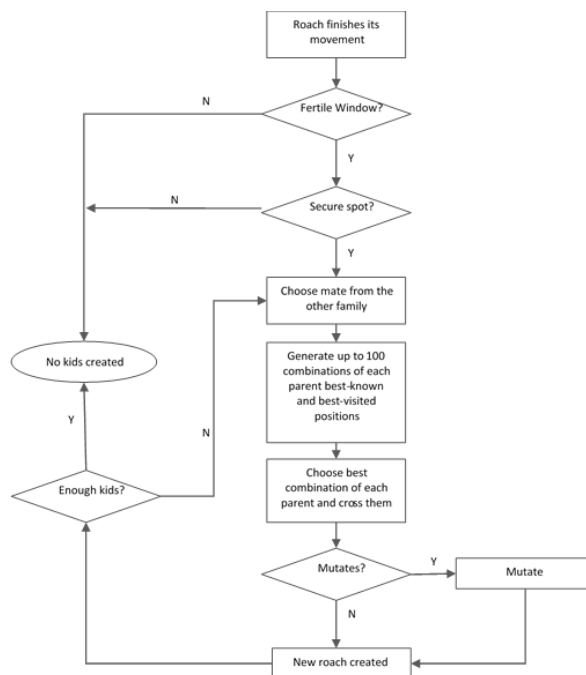 Roach finishes its
movement
N
Fertile Window?
Y
N
Secure spot?
Y
Choose mate from the
other family
No kids created
Generate up to 100
combinations of each
parent best-known
and best-visited
positions
Y
N
Choose best
combination of each
parent and cross them
Enough kids?
Mutates?
Y
Mutate
N
New roach created